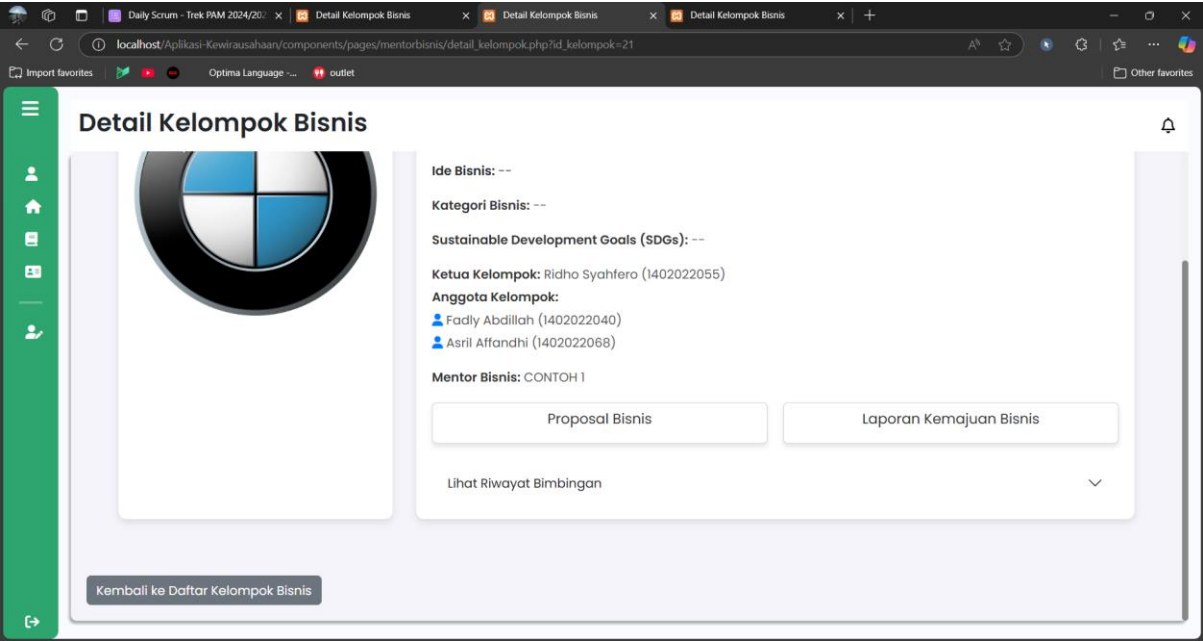 Daily Scrum - Trek PAM 2024/202
Detail Kelompok Bisnis
Detail Kelompok Bisnis
Detail Kelompok Bisnis
localhost/Aplikasi-Kewirausahaan/components/pages/mentorbisnis/detail_kelompok.php?id_kelompok=21
Import favorites
Optima Language -...
outlet
Other favorites
Detail Kelompok Bisnis
Ide Bisnis: --
Kategori Bisnis: --
Sustainable Development Goals (SDGs): --
Ketua Kelompok: Ridho Syahfero (1402022055)
Anggota Kelompok:
Fadly Abdillah (1402022040)
Asril Affandhi (1402022068)
Mentor Bisnis: CONTOH 1
Proposal Bisnis
Laporan Kemajuan Bisnis
Lihat Riwayat Bimbingan
Kembali ke Daftar Kelompok Bisnis